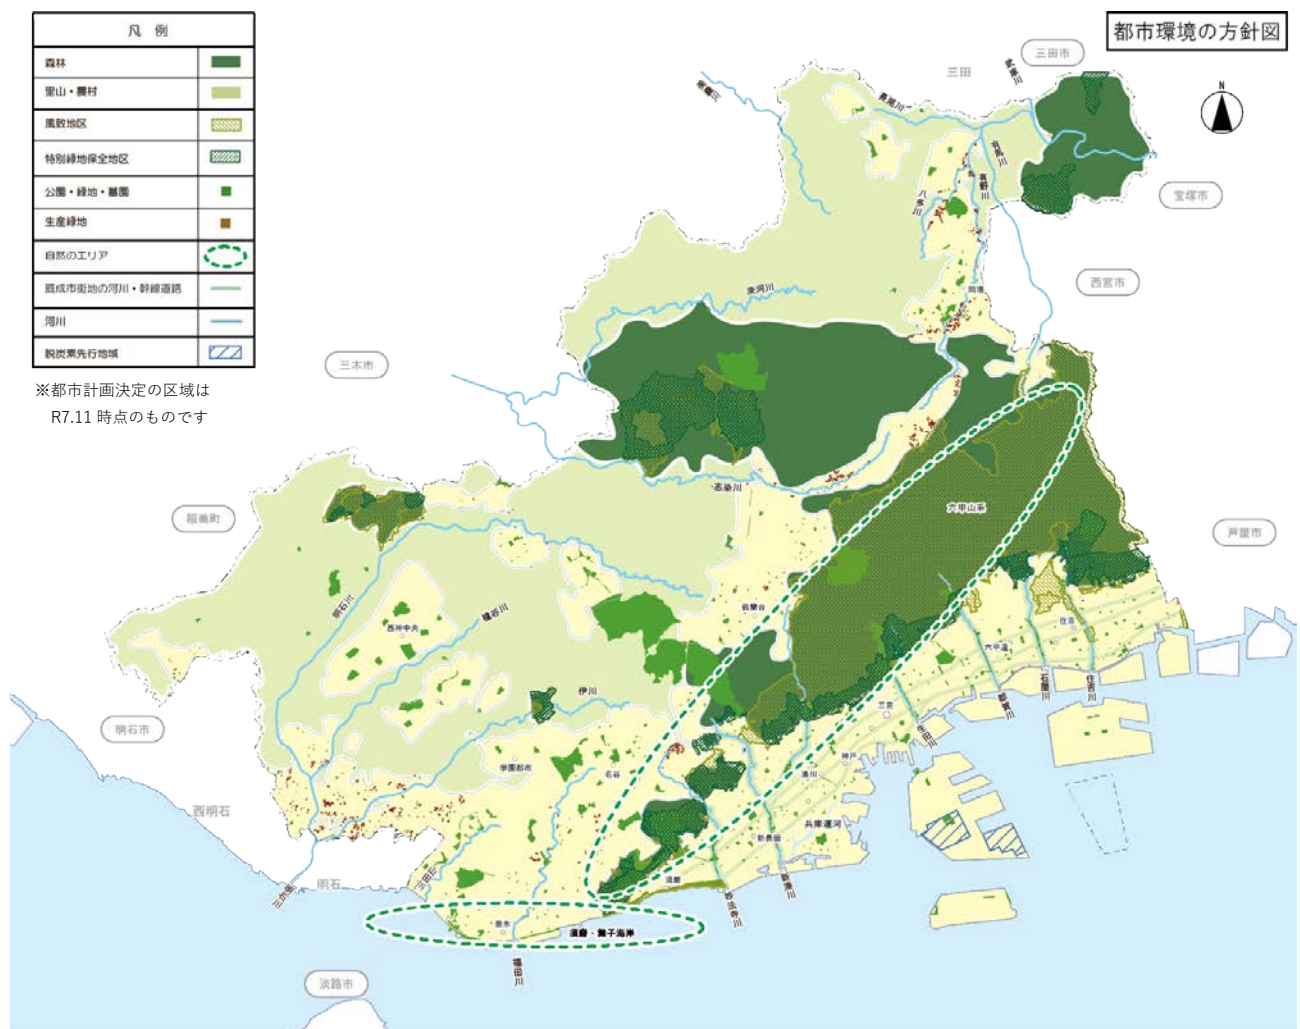 都市環境の方針図
凡 例
森林
里山・農村
風致地区
特別緑地保全地区
公園・緑地・墓園
生産緑地
自然のエリア
既成市街地の河川・幹線道路
河川
脱炭素先行地域
※都市計画決定の区域は
R7.11 時点のものです
N
三田市
三田
武庫川
長尾川
有馬川
有野川
八多川
宝塚市
西宮市
岡場
淡河川
三木市
志染川
六甲山系
稲美町
芦屋市
明石川
櫨谷川
西神中央
鈴蘭台
住吉
六甲道
伊川
石屋川
住吉川
都賀川
三宮
生田川
明石市
学園都市
名谷
神戸
湊川
西明石
兵庫運河
新長田
明石
山田川
須磨
新湊川
妙法寺川
垂水
須磨・舞子海岸
福田川
淡路市